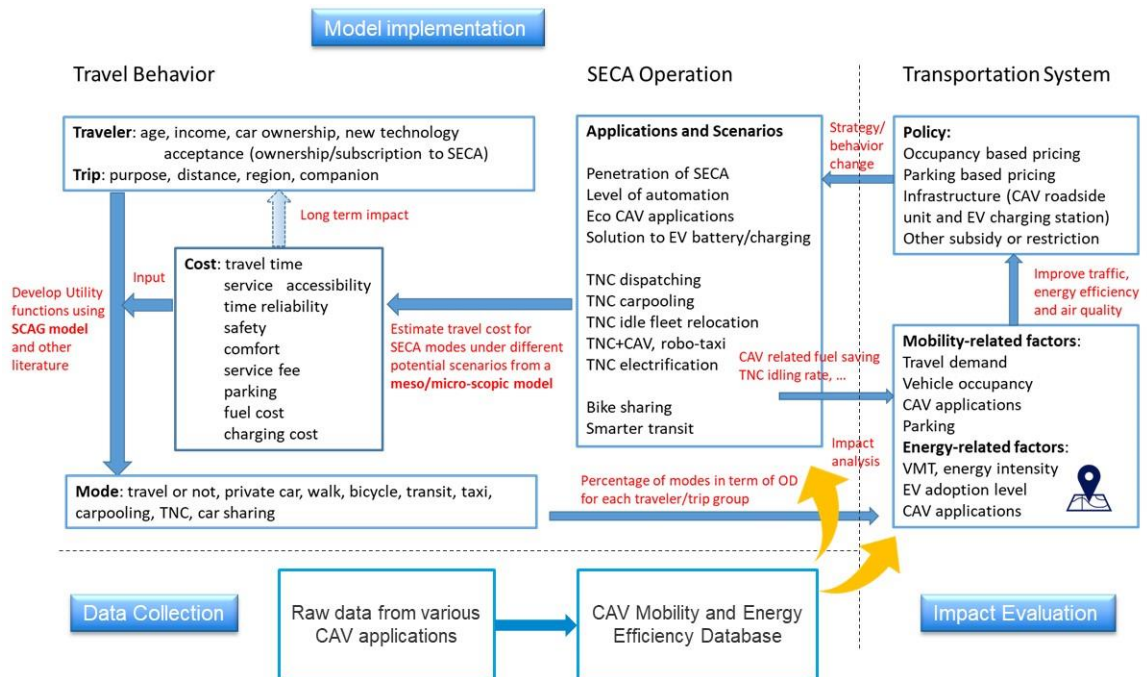 Model implementation
Travel Behavior
SECA Operation
Transportation System
Traveler: age, income, car ownership, new technology
acceptance (ownership/subscription to SECA)
Trip: purpose, distance, region, companion
Long term impact
Cost: travel time
service accessibility
time reliability
safety
comfort
service fee
parking
fuel cost
charging cost
Input
Develop Utility
functions using
SCAG model
and other
literature
Mode: travel or not, private car, walk, bicycle, transit, taxi,
carpooling, TNC, car sharing
Estimate travel cost for
SECA modes under different
potential scenarios from a
meso/micro-scopic model
Applications and Scenarios
Penetration of SECA
Level of automation
Eco CAV applications
Solution to EV battery/charging
TNC dispatching
TNC carpooling
TNC idle fleet relocation
TNC+CAV, robo-taxi
TNC electrification
Bike sharing
Smarter transit
Strategy/
behavior
change
Policy:
Occupancy based pricing
Parking based pricing
Infrastructure (CAV roadside
unit and EV charging station)
Other subsidy or restriction
Improve traffic,
energy efficiency
and air quality
CAV related fuel saving
TNC idling rate, ...
Mobility-related factors:
Travel demand
Vehicle occupancy
CAV applications
Parking
Energy-related factors:
VMT, energy intensity
EV adoption level
CAV applications
Impact
analysis
Percentage of modes in term of OD
for each traveler/trip group
Data Collection
Raw data from various
CAV applications
CAV Mobility and Energy
Efficiency Database
Impact Evaluation